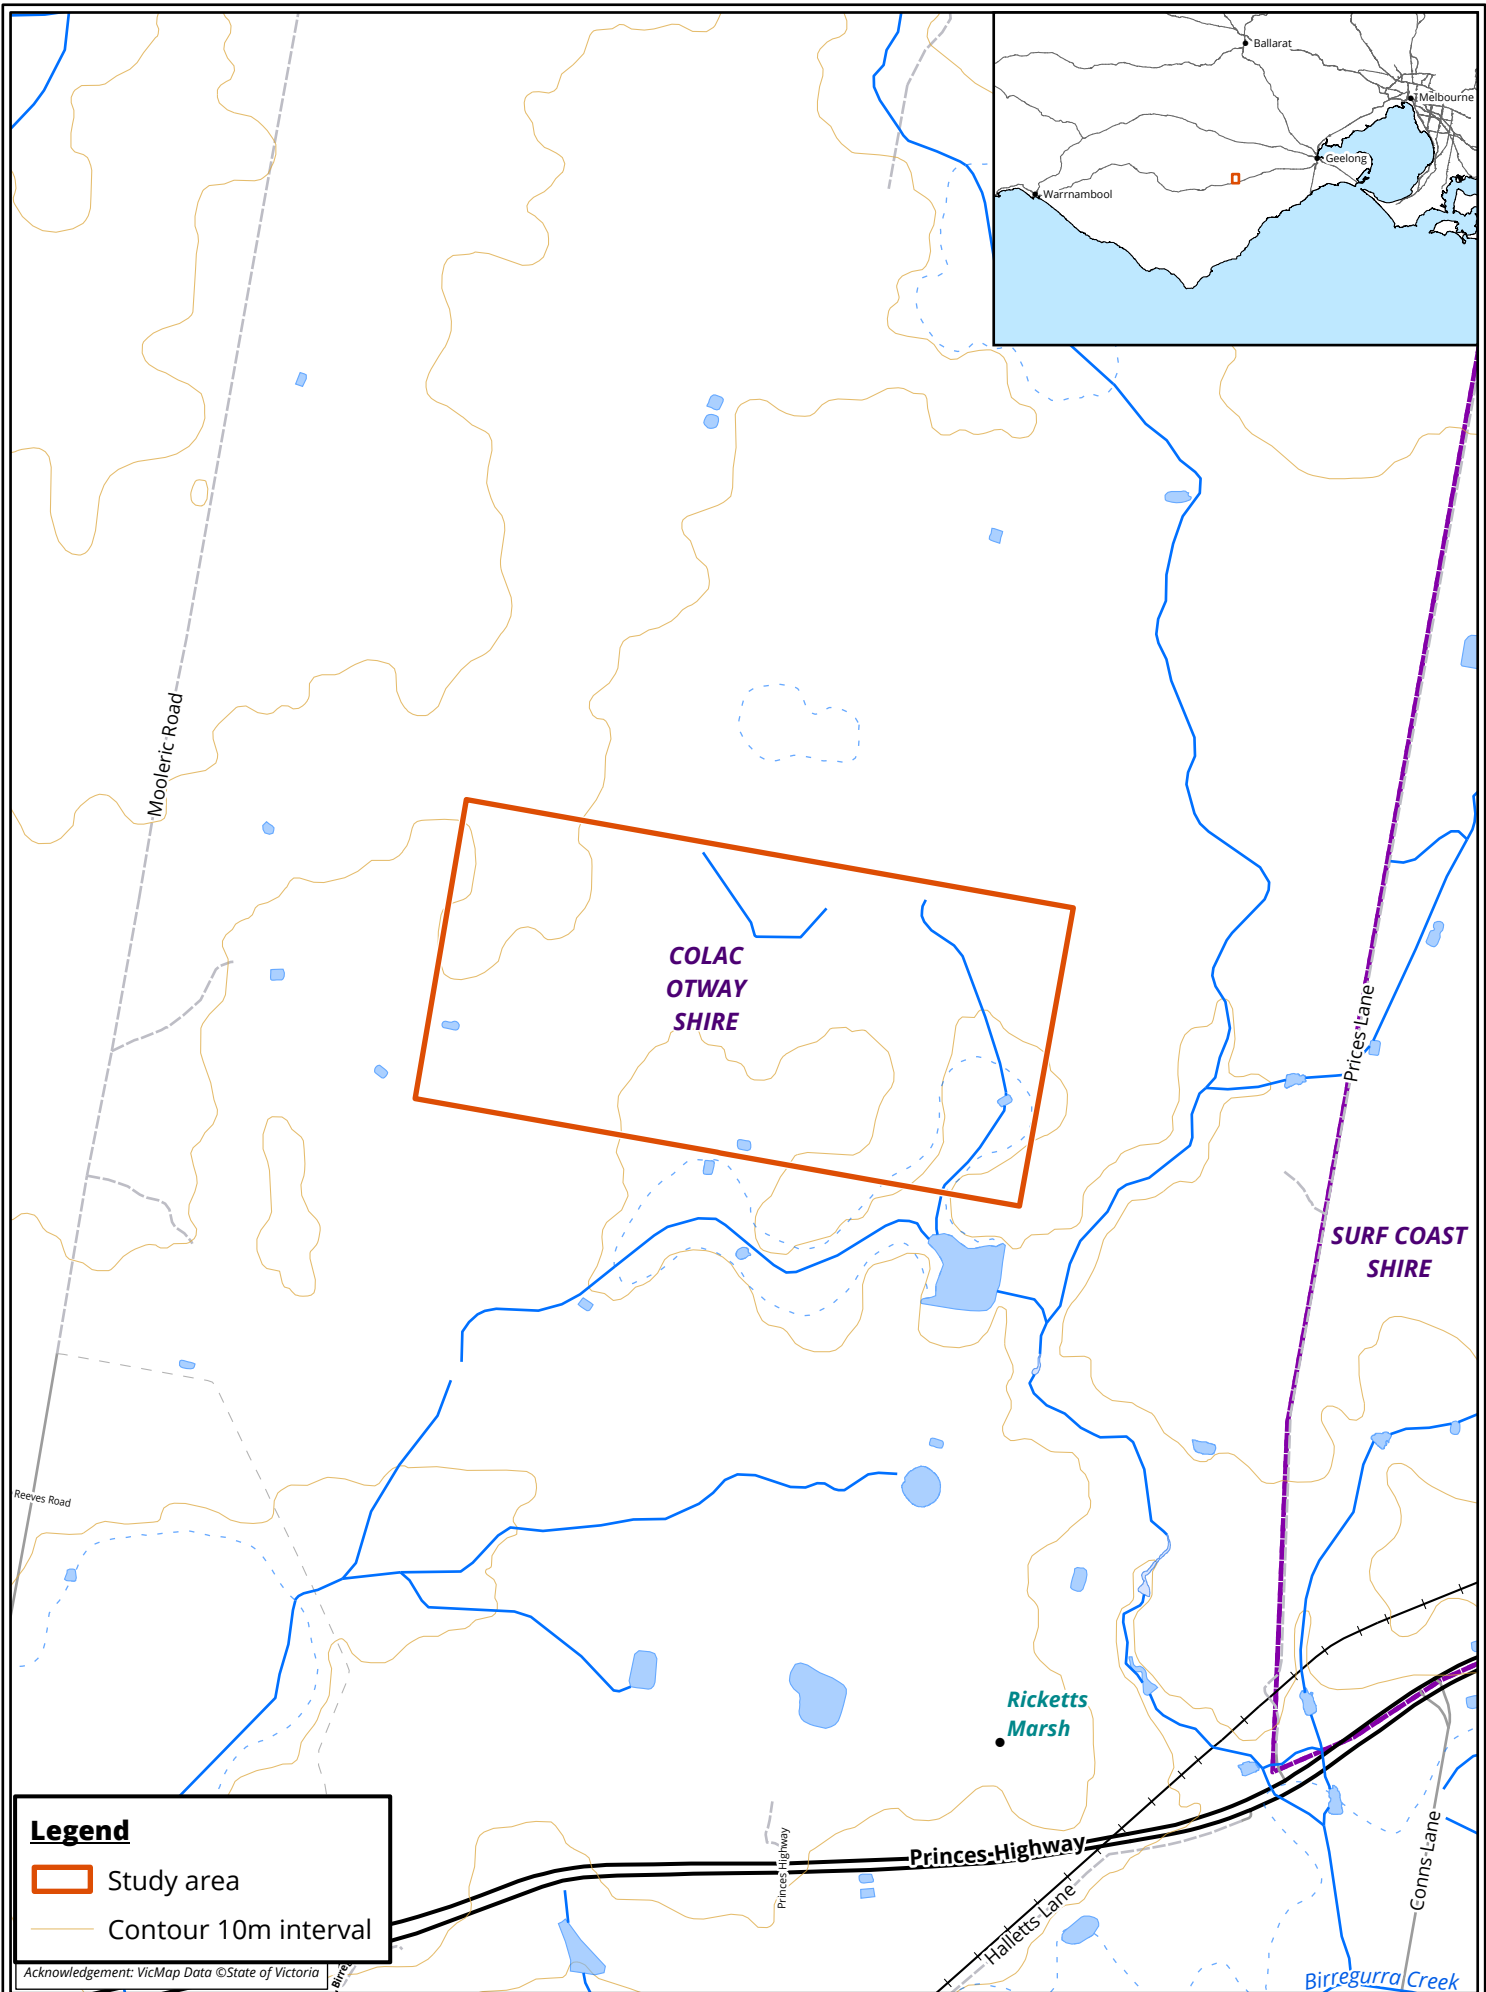 Ballarat
Melbourne
Geelong
Warrnambool
Mooleric Road
COLAC
OTWAY
SHIRE
Prices Lane
SURF COAST
SHIRE
Reeves Road
Ricketts
Marsh
Princes Highway
Princes Highway
Halletts Lane
Conns Lane
Birregurra Creek
Legend
Study area
Contour 10m interval
Acknowledgement: VicMap Data ©State of Victoria